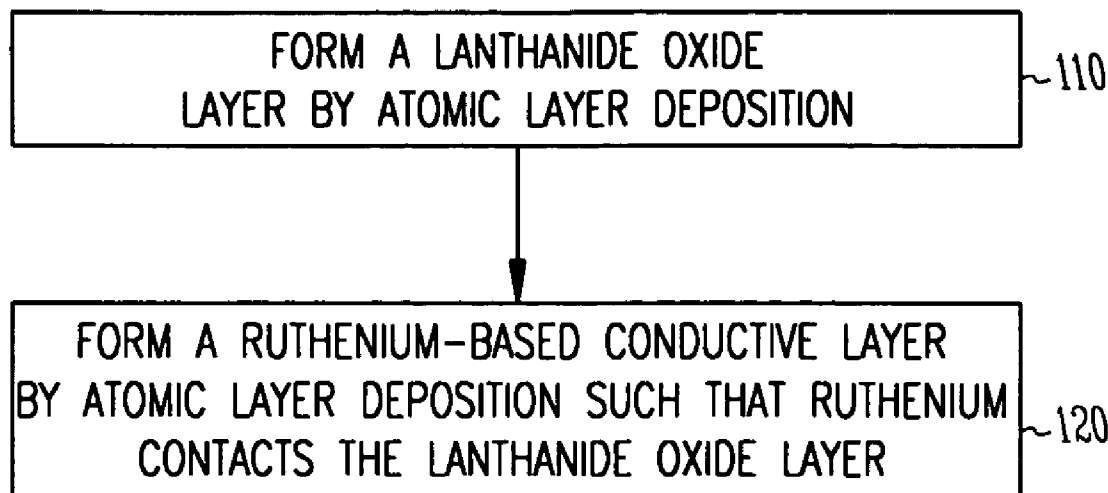 FORM A LANTHANIDE OXIDE
LAYER BY ATOMIC LAYER DEPOSITION
110
FORM A RUTHENIUM-BASED CONDUCTIVE LAYER
BY ATOMIC LAYER DEPOSITION SUCH THAT RUTHENIUM
CONTACTS THE LANTHANIDE OXIDE LAYER
120